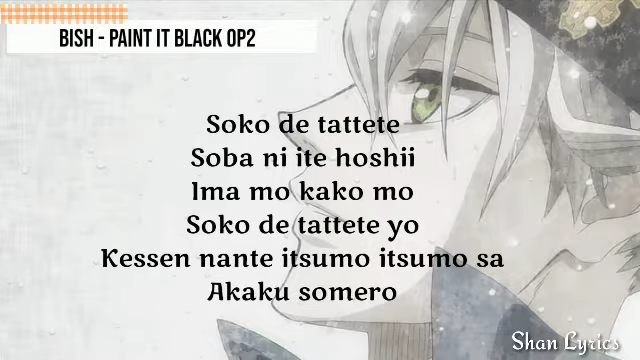 BISH - PAINT IT BLACK OP2
Soko de tattete
Soba ni ite hoshii
Ima mo kako mo
Soko de tattete yo
Kessen nante itsumo itsumo sa
Akaku somero
Shan Lyrics